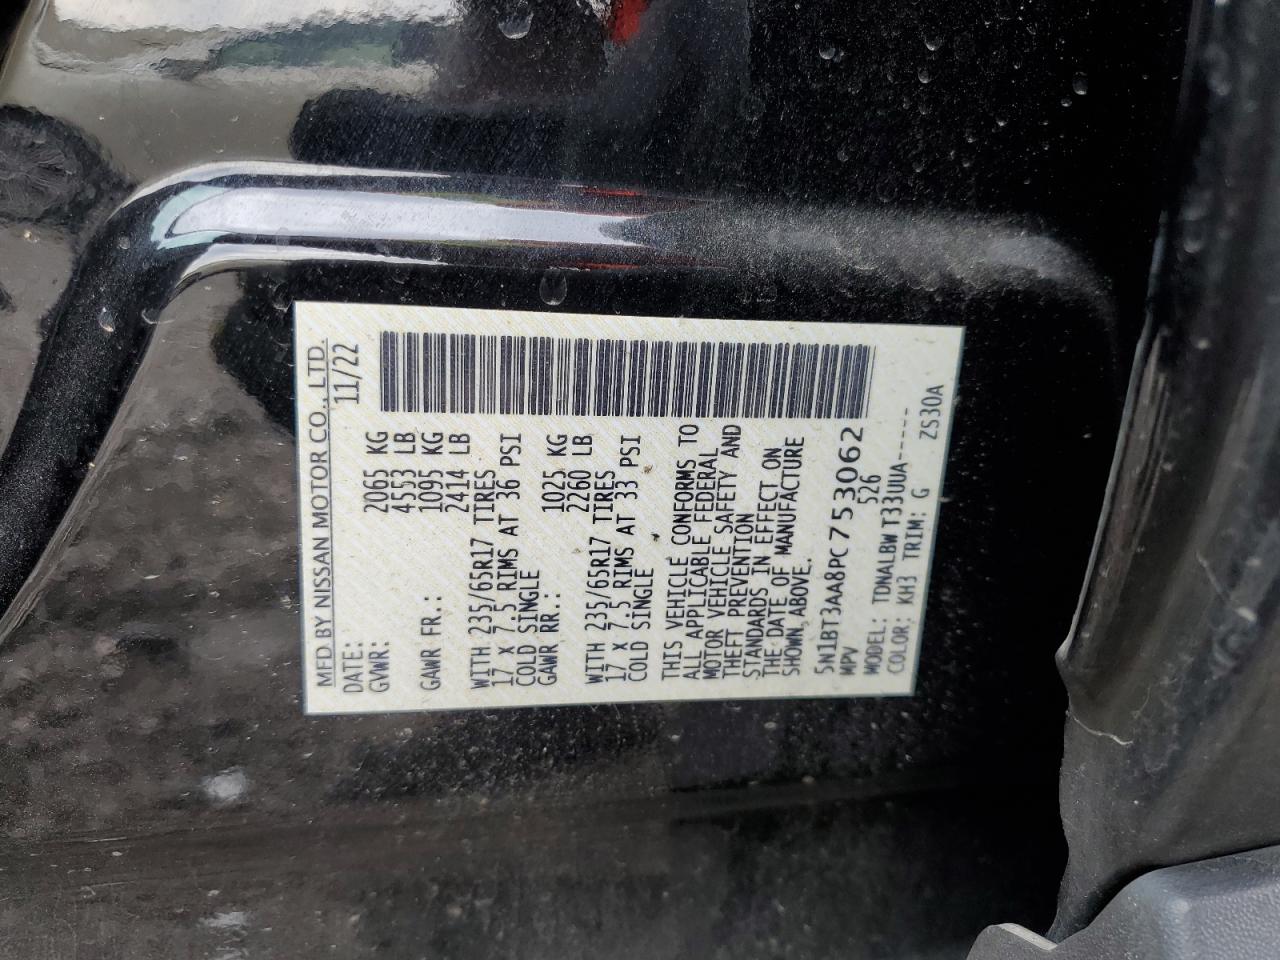 MFD BY NISSAN MOTOR CO., LTD.
DATE: 11/22
GVWR: 2065 KG
4553 LB
GAWR FR.: 1095 KG
2414 LB
WITH 235/65R17 TIRES
17 X 7.5 RIMS AT 36 PSI
COLD SINGLE
GAWR RR.: 1025 KG
2260 LB
WITH 235/65R17 TIRES
17 X 7.5 RIMS AT 33 PSI
COLD SINGLE
THIS VEHICLE CONFORMS TO
ALL APPLICABLE FEDERAL
MOTOR VEHICLE SAFETY AND
THEFT PREVENTION
STANDARDS IN EFFECT ON
THE DATE OF MANUFACTURE
SHOWN ABOVE.
5N1BT3AA8PC753062
MPV 526
MODEL: TDNALBWT33UUA-----
COLOR: KH3 TRIM: G ZS30A